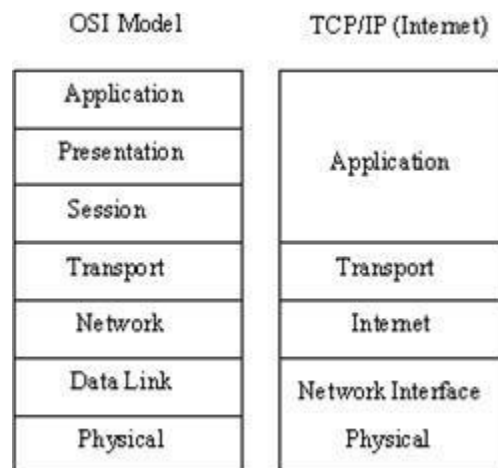 OSI Model
TCP/IP (Internet)
Application
Presentation
Session
Transport
Network
Data Link
Physical
Application
Transport
Internet
Network Interface
Physical